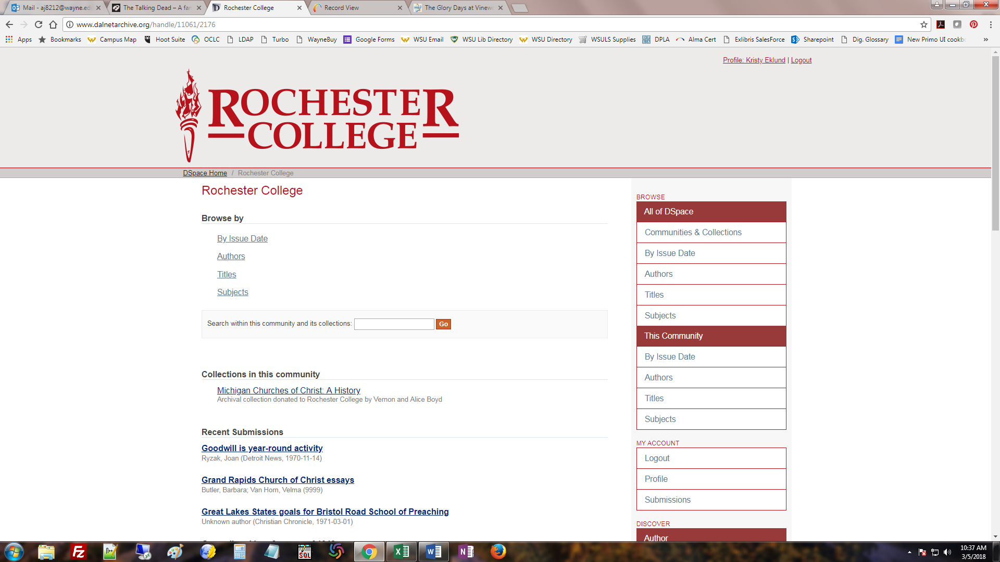 Mail - aj8212@wayne.ed
The Talking Dead – A fan
Rochester College
Record View
The Glory Days at Vinew
www.dalnetarchive.org/handle/11061/2176
Apps Bookmarks Campus Map Hoot Suite OCLC LDAP Turbo WayneBuy Google Forms WSU Email WSU Lib Directory WSU Directory WSULS Supplies DPLA Alma Cert Exlibris SalesForce Sharepoint Dig. Glossary New Primo UI cookb »
Profile: Kristy Eklund | Logout
ROCHESTER
COLLEGE
DSpace Home / Rochester College
Rochester College
Browse by
By Issue Date
Authors
Titles
Subjects
Search within this community and its collections: Go
Collections in this community
Michigan Churches of Christ: A History
Archival collection donated to Rochester College by Vernon and Alice Boyd
Recent Submissions
Goodwill is year-round activity
Ryzak, Joan (Detroit News, 1970-11-14)
Grand Rapids Church of Christ essays
Butler, Barbara; Van Horn, Velma (9999)
Great Lakes States goals for Bristol Road School of Preaching
Unknown author (Christian Chronicle, 1971-03-01)
BROWSE
All of DSpace
Communities & Collections
By Issue Date
Authors
Titles
Subjects
This Community
By Issue Date
Authors
Titles
Subjects
MY ACCOUNT
Logout
Profile
Submissions
DISCOVER
Author
10:37 AM
3/5/2018